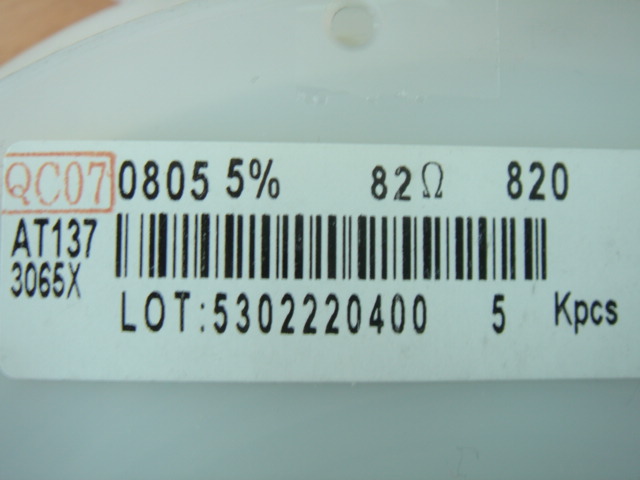 QC07 0805 5% 82Ω 820
AT137
3065X
LOT:5302220400 5 Kpcs